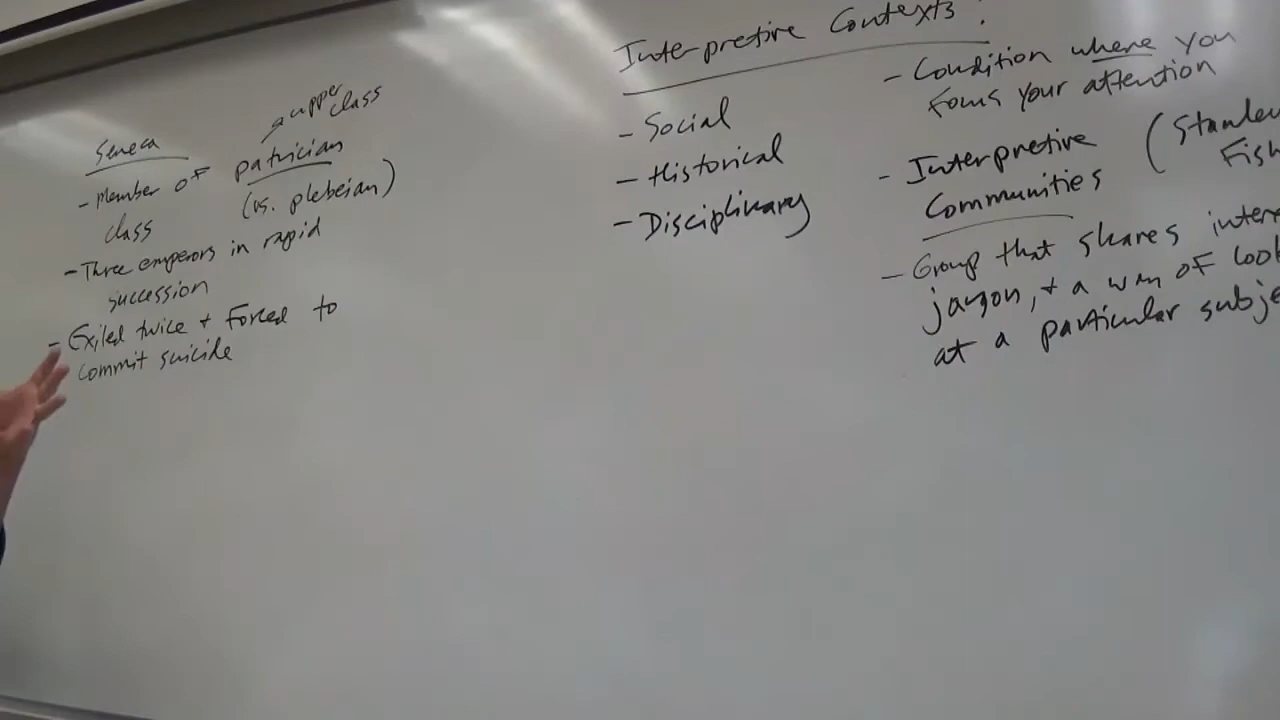 Seneca
upper class
- Member of patrician
class (vs. plebeian)
- Three emperors in rapid
succession
- Exiled twice + Forced to
commit suicide
Interpretive Contexts:
- Social
- Historical
- Disciplinary
- Condition where you
focus your attention
- Interpretive (Stanley
Communities Fish
- Group that shares
jargon, + a way of look
at a particular subje